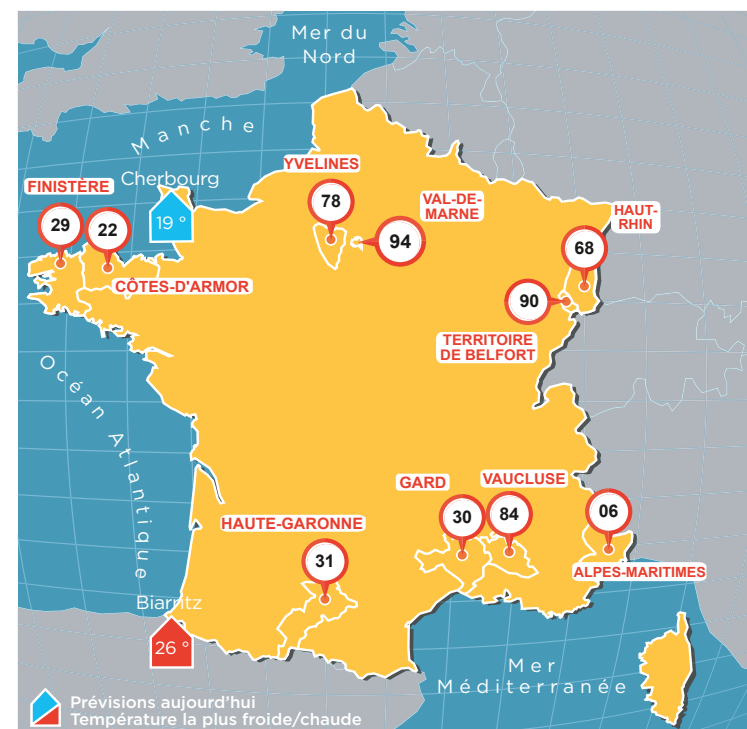 Mer du
Nord
Manche
Cherbourg
19 °
YVELINES
78
VAL-DE-
MARNE
94
FINISTÈRE
29
22
CÔTES-D'ARMOR
HAUT-
RHIN
68
90
TERRITOIRE
DE BELFORT
Océan Atlantique
GARD
30
VAUCLUSE
84
06
ALPES-MARITIMES
HAUTE-GARONNE
31
Biarritz
26 °
Mer
Méditerranée
Prévisions aujourd'hui
Température la plus froide/chaude